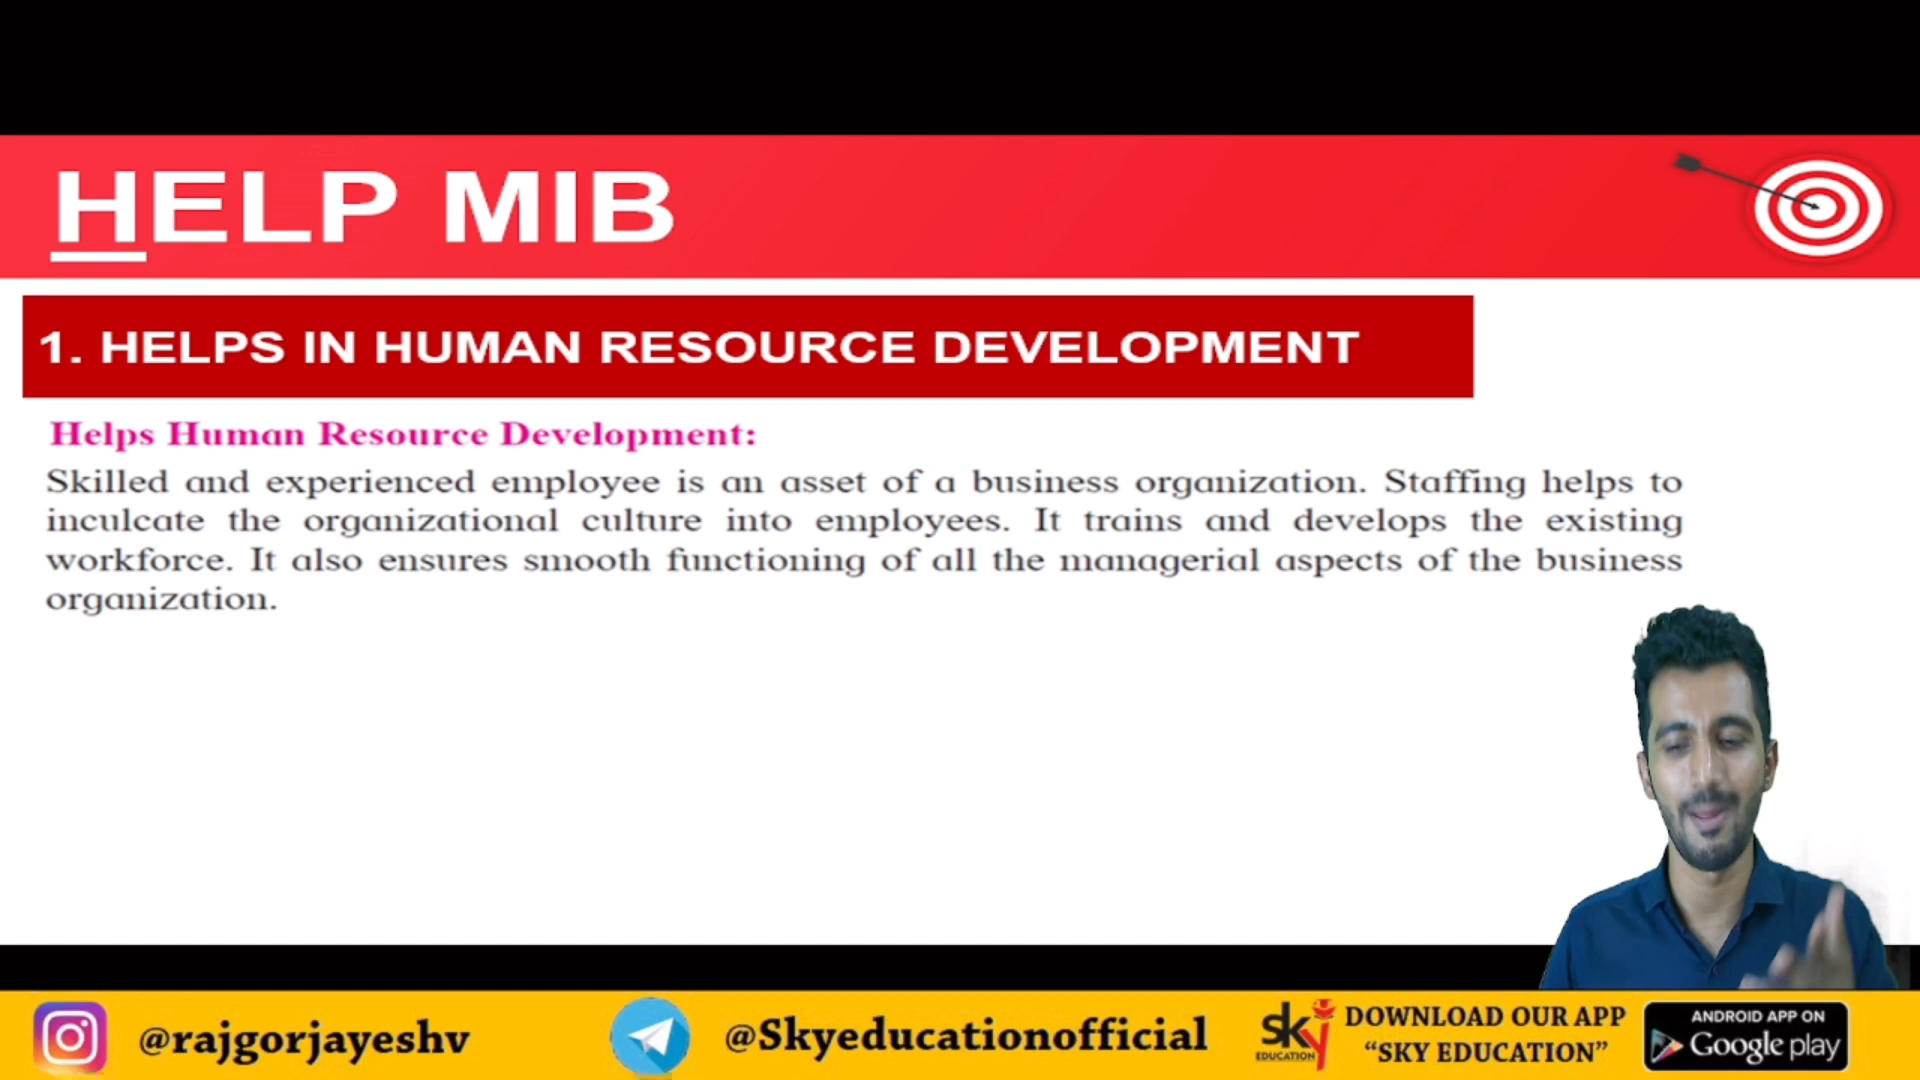 HELP MIB
1. HELPS IN HUMAN RESOURCE DEVELOPMENT
Helps Human Resource Development:
Skilled and experienced employee is an asset of a business organization. Staffing helps to
inculcate the organizational culture into employees. It trains and develops the existing
workforce. It also ensures smooth functioning of all the managerial aspects of the business
organization.
@rajgorjayeshv
@Skyeducationofficial
sky
EDUCATION
DOWNLOAD OUR APP
“SKY EDUCATION”
ANDROID APP ON
Google play